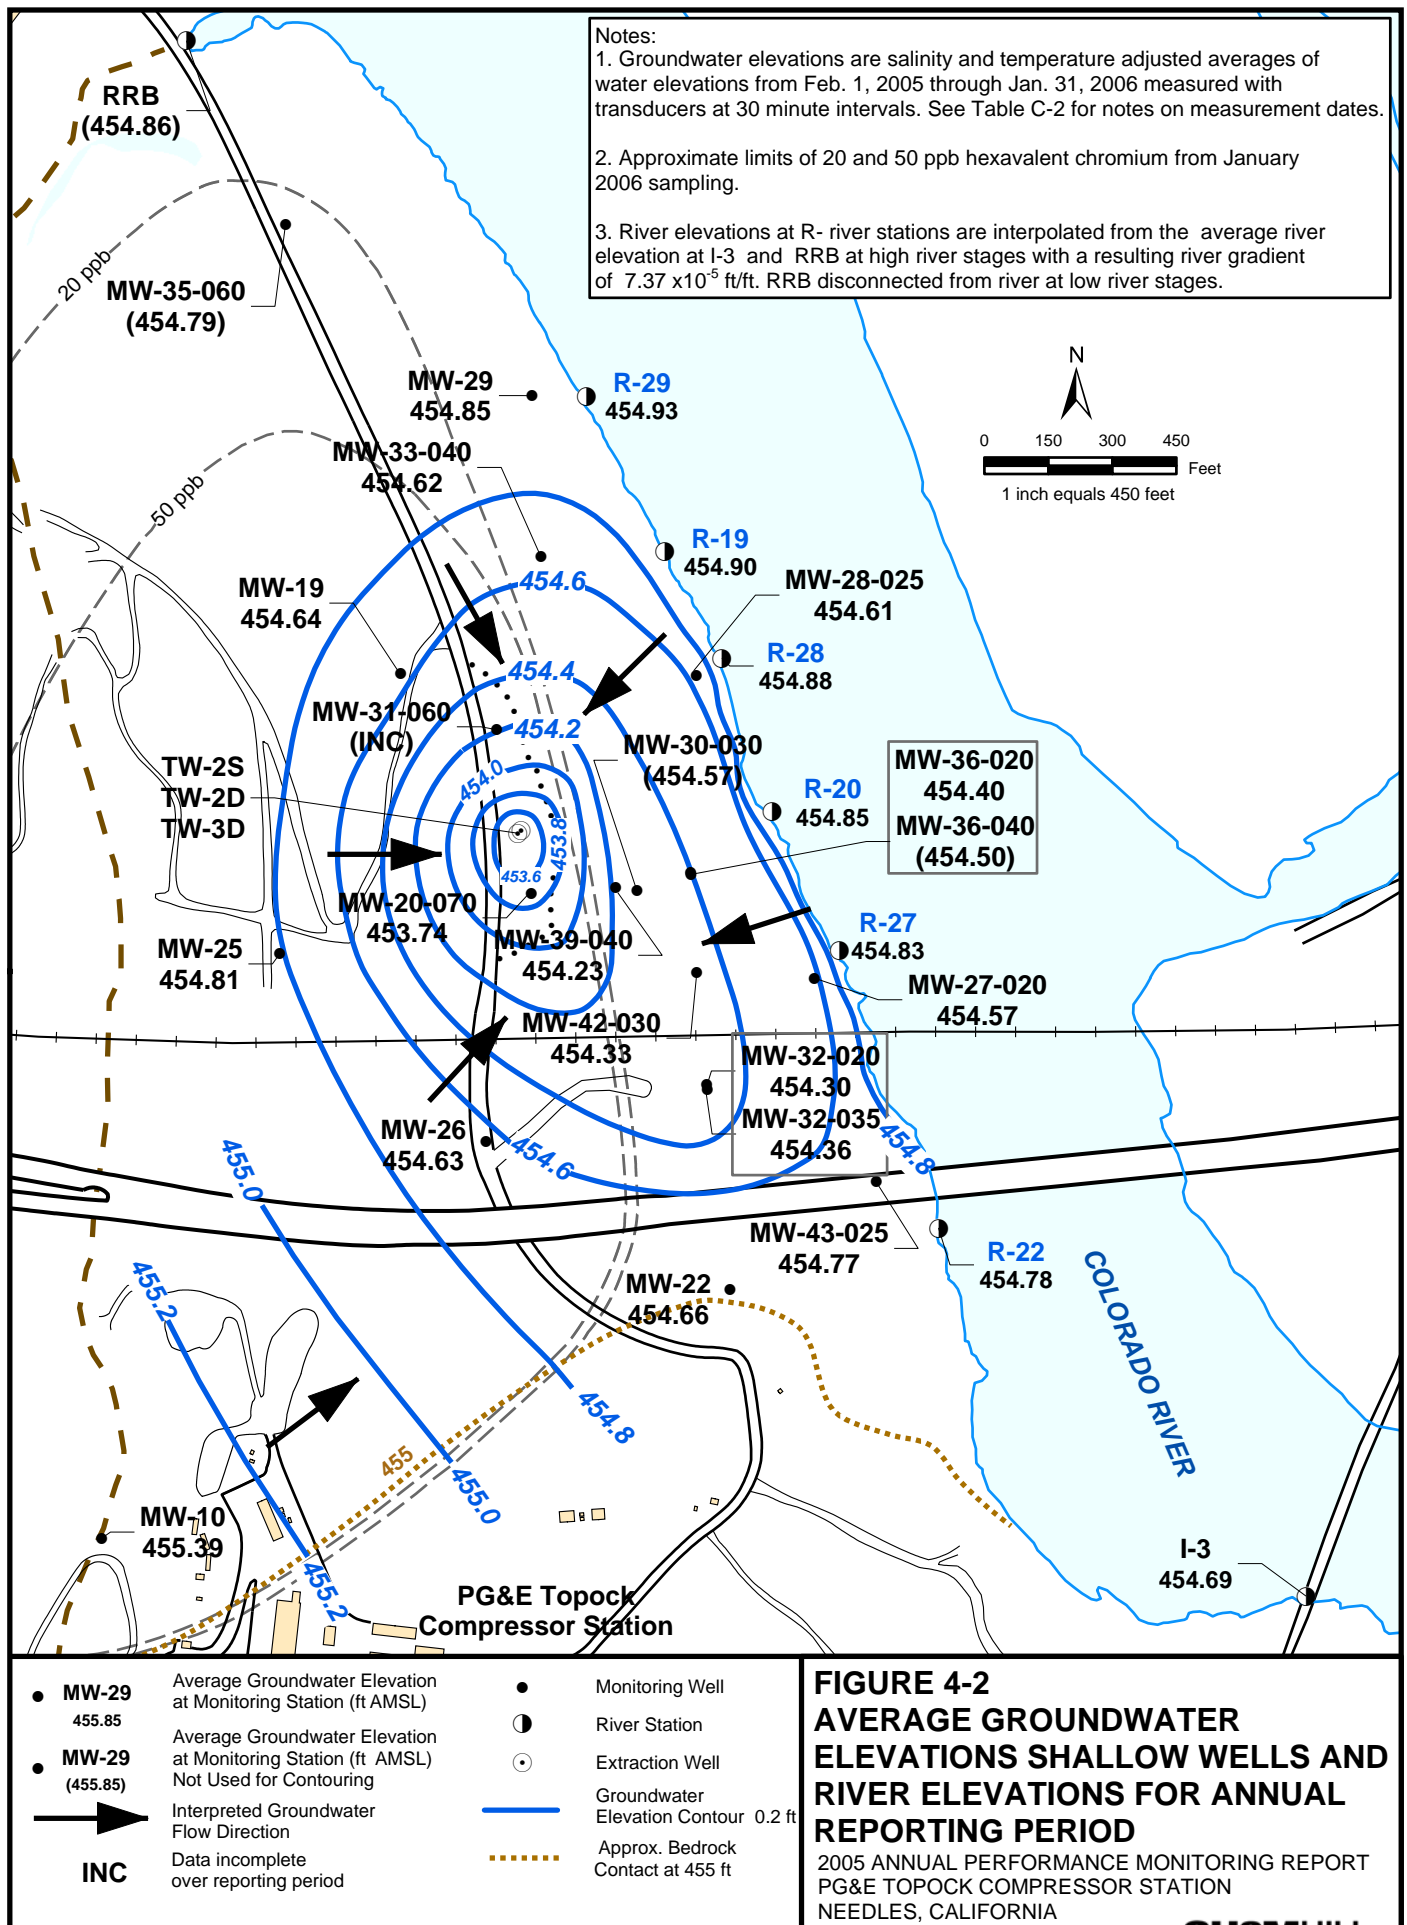 Notes:
1. Groundwater elevations are salinity and temperature adjusted averages of
water elevations from Feb. 1, 2005 through Jan. 31, 2006 measured with
transducers at 30 minute intervals. See Table C-2 for notes on measurement dates.
2. Approximate limits of 20 and 50 ppb hexavalent chromium from January
2006 sampling.
3. River elevations at R- river stations are interpolated from the average river
elevation at I-3 and RRB at high river stages with a resulting river gradient
of 7.37 x10-5 ft/ft. RRB disconnected from river at low river stages.
RRB
(454.86)
20 ppb
MW-35-060
(454.79)
N
0 150 300 450
Feet
1 inch equals 450 feet
MW-29
454.85
R-29
454.93
MW-33-040
454.62
50 ppb
R-19
454.90
454.6
MW-28-025
454.61
MW-19
454.64
R-28
454.88
454.4
MW-31-060
(INC)
454.2
MW-30-030
(454.57)
TW-2S
TW-2D
TW-3D
454.0
R-20
454.85
MW-36-020
454.40
MW-36-040
(454.50)
453.8
453.6
MW-20-070
453.74
MW-39-040
454.23
R-27
454.83
MW-25
454.81
MW-27-020
454.57
MW-42-030
454.33
MW-32-020
454.30
MW-32-035
454.36
MW-26
454.63
454.6
454.8
455.0
MW-43-025
454.77
R-22
454.78
455.2
MW-22
454.66
COLORADO RIVER
454.8
455
455.0
MW-10
455.39
455.2
I-3
454.69
PG&E Topock
Compressor Station
MW-29
455.85
Average Groundwater Elevation
at Monitoring Station (ft AMSL)
MW-29
(455.85)
Average Groundwater Elevation
at Monitoring Station (ft AMSL)
Not Used for Contouring
Interpreted Groundwater
Flow Direction
INC
Data incomplete
over reporting period
Monitoring Well
River Station
Extraction Well
Groundwater
Elevation Contour 0.2 ft
Approx. Bedrock
Contact at 455 ft
FIGURE 4-2
AVERAGE GROUNDWATER
ELEVATIONS SHALLOW WELLS AND
RIVER ELEVATIONS FOR ANNUAL
REPORTING PERIOD
2005 ANNUAL PERFORMANCE MONITORING REPORT
PG&E TOPOCK COMPRESSOR STATION
NEEDLES, CALIFORNIA